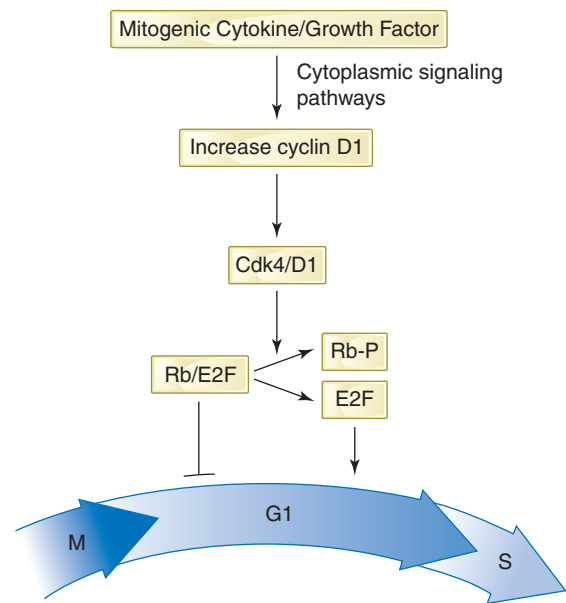 Mitogenic Cytokine/Growth Factor
Cytoplasmic signaling
pathways
Increase cyclin D1
Cdk4/D1
Rb/E2F
Rb-P
E2F
M
G1
S